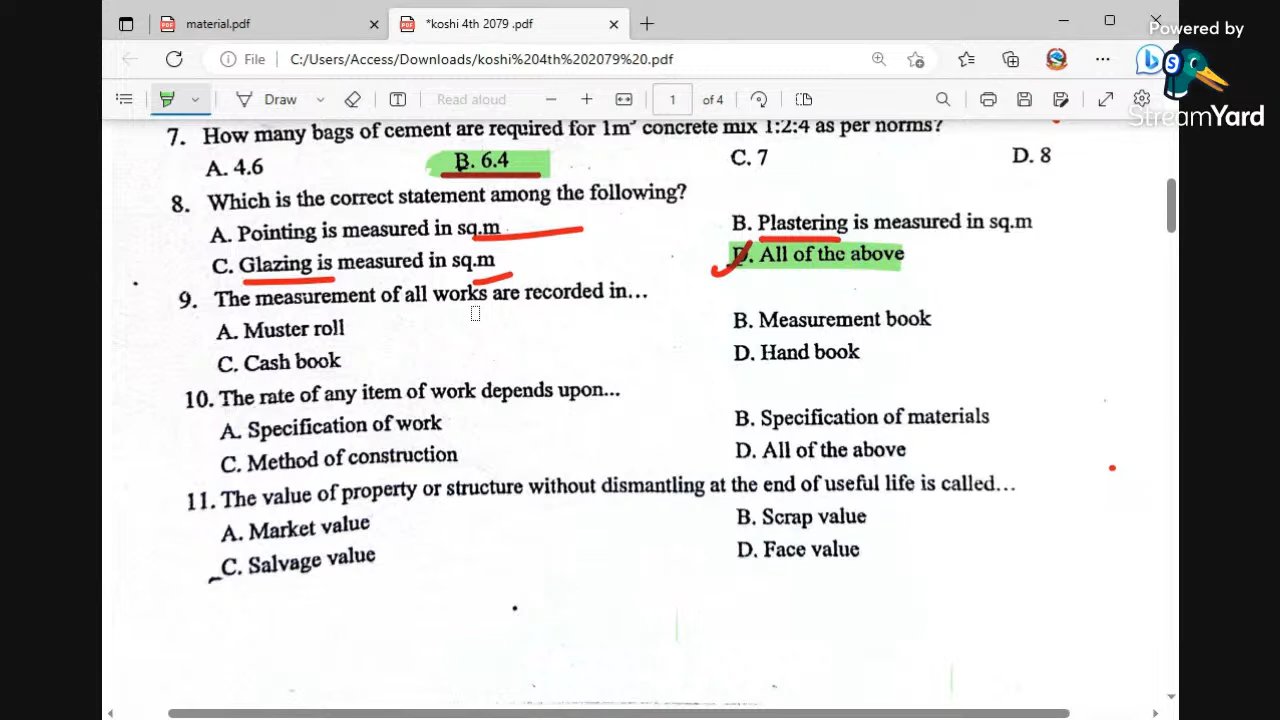 Powered by
StreamYard
material.pdf
*koshi 4th 2079 .pdf
File C:/Users/Access/Downloads/koshi%204th%202079%20.pdf
Draw Read aloud 1 of 4
7. How many bags of cement are required for 1m³ concrete mix 1:2:4 as per norms?
A. 4.6 B. 6.4 C. 7 D. 8
8. Which is the correct statement among the following?
A. Pointing is measured in sq.m B. Plastering is measured in sq.m
C. Glazing is measured in sq.m D. All of the above
9. The measurement of all works are recorded in...
A. Muster roll B. Measurement book
C. Cash book D. Hand book
10. The rate of any item of work depends upon...
A. Specification of work B. Specification of materials
C. Method of construction D. All of the above
11. The value of property or structure without dismantling at the end of useful life is called...
A. Market value B. Scrap value
C. Salvage value D. Face value